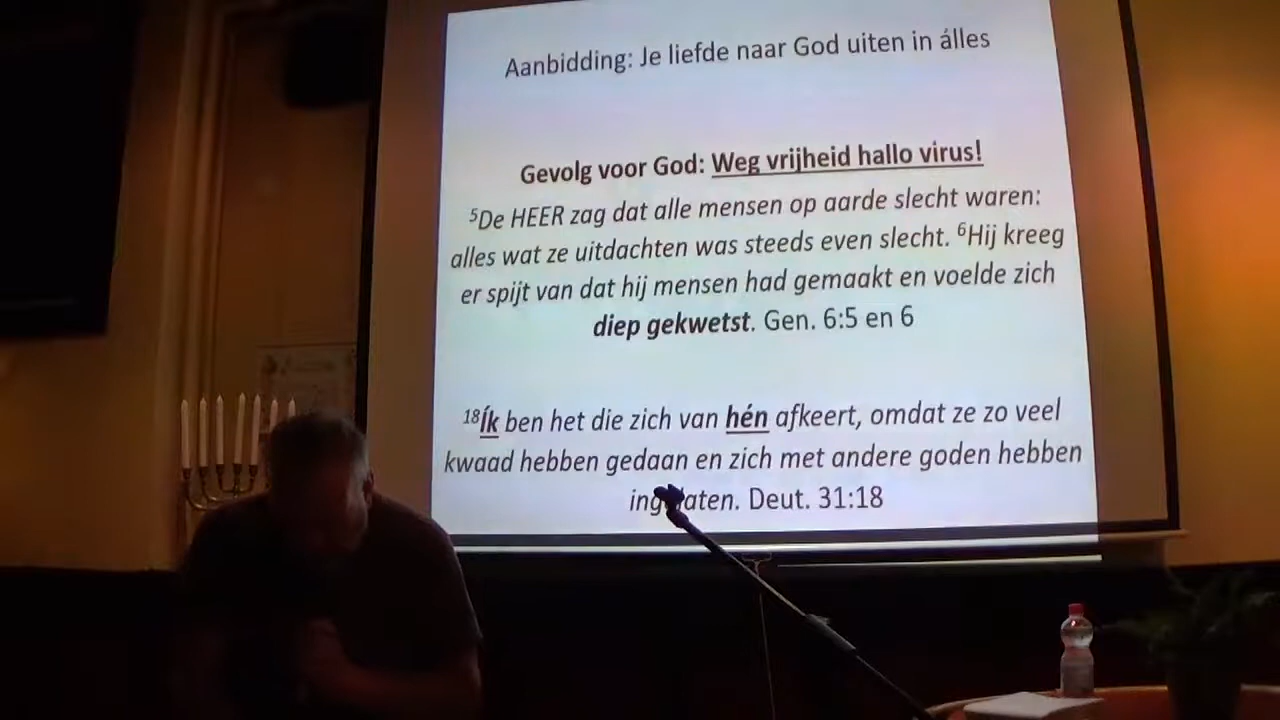 Aanbidding: Je liefde naar God uiten in álles
Gevolg voor God: Weg vrijheid hallo virus!
⁵De HEER zag dat alle mensen op aarde slecht waren:
alles wat ze uitdachten was steeds even slecht. ⁶Hij kreeg
er spijt van dat hij mensen had gemaakt en voelde zich
diep gekwetst. Gen. 6:5 en 6
¹⁸Ík ben het die zich van hén afkeert, omdat ze zo veel
kwaad hebben gedaan en zich met andere goden hebben
ingelaten. Deut. 31:18